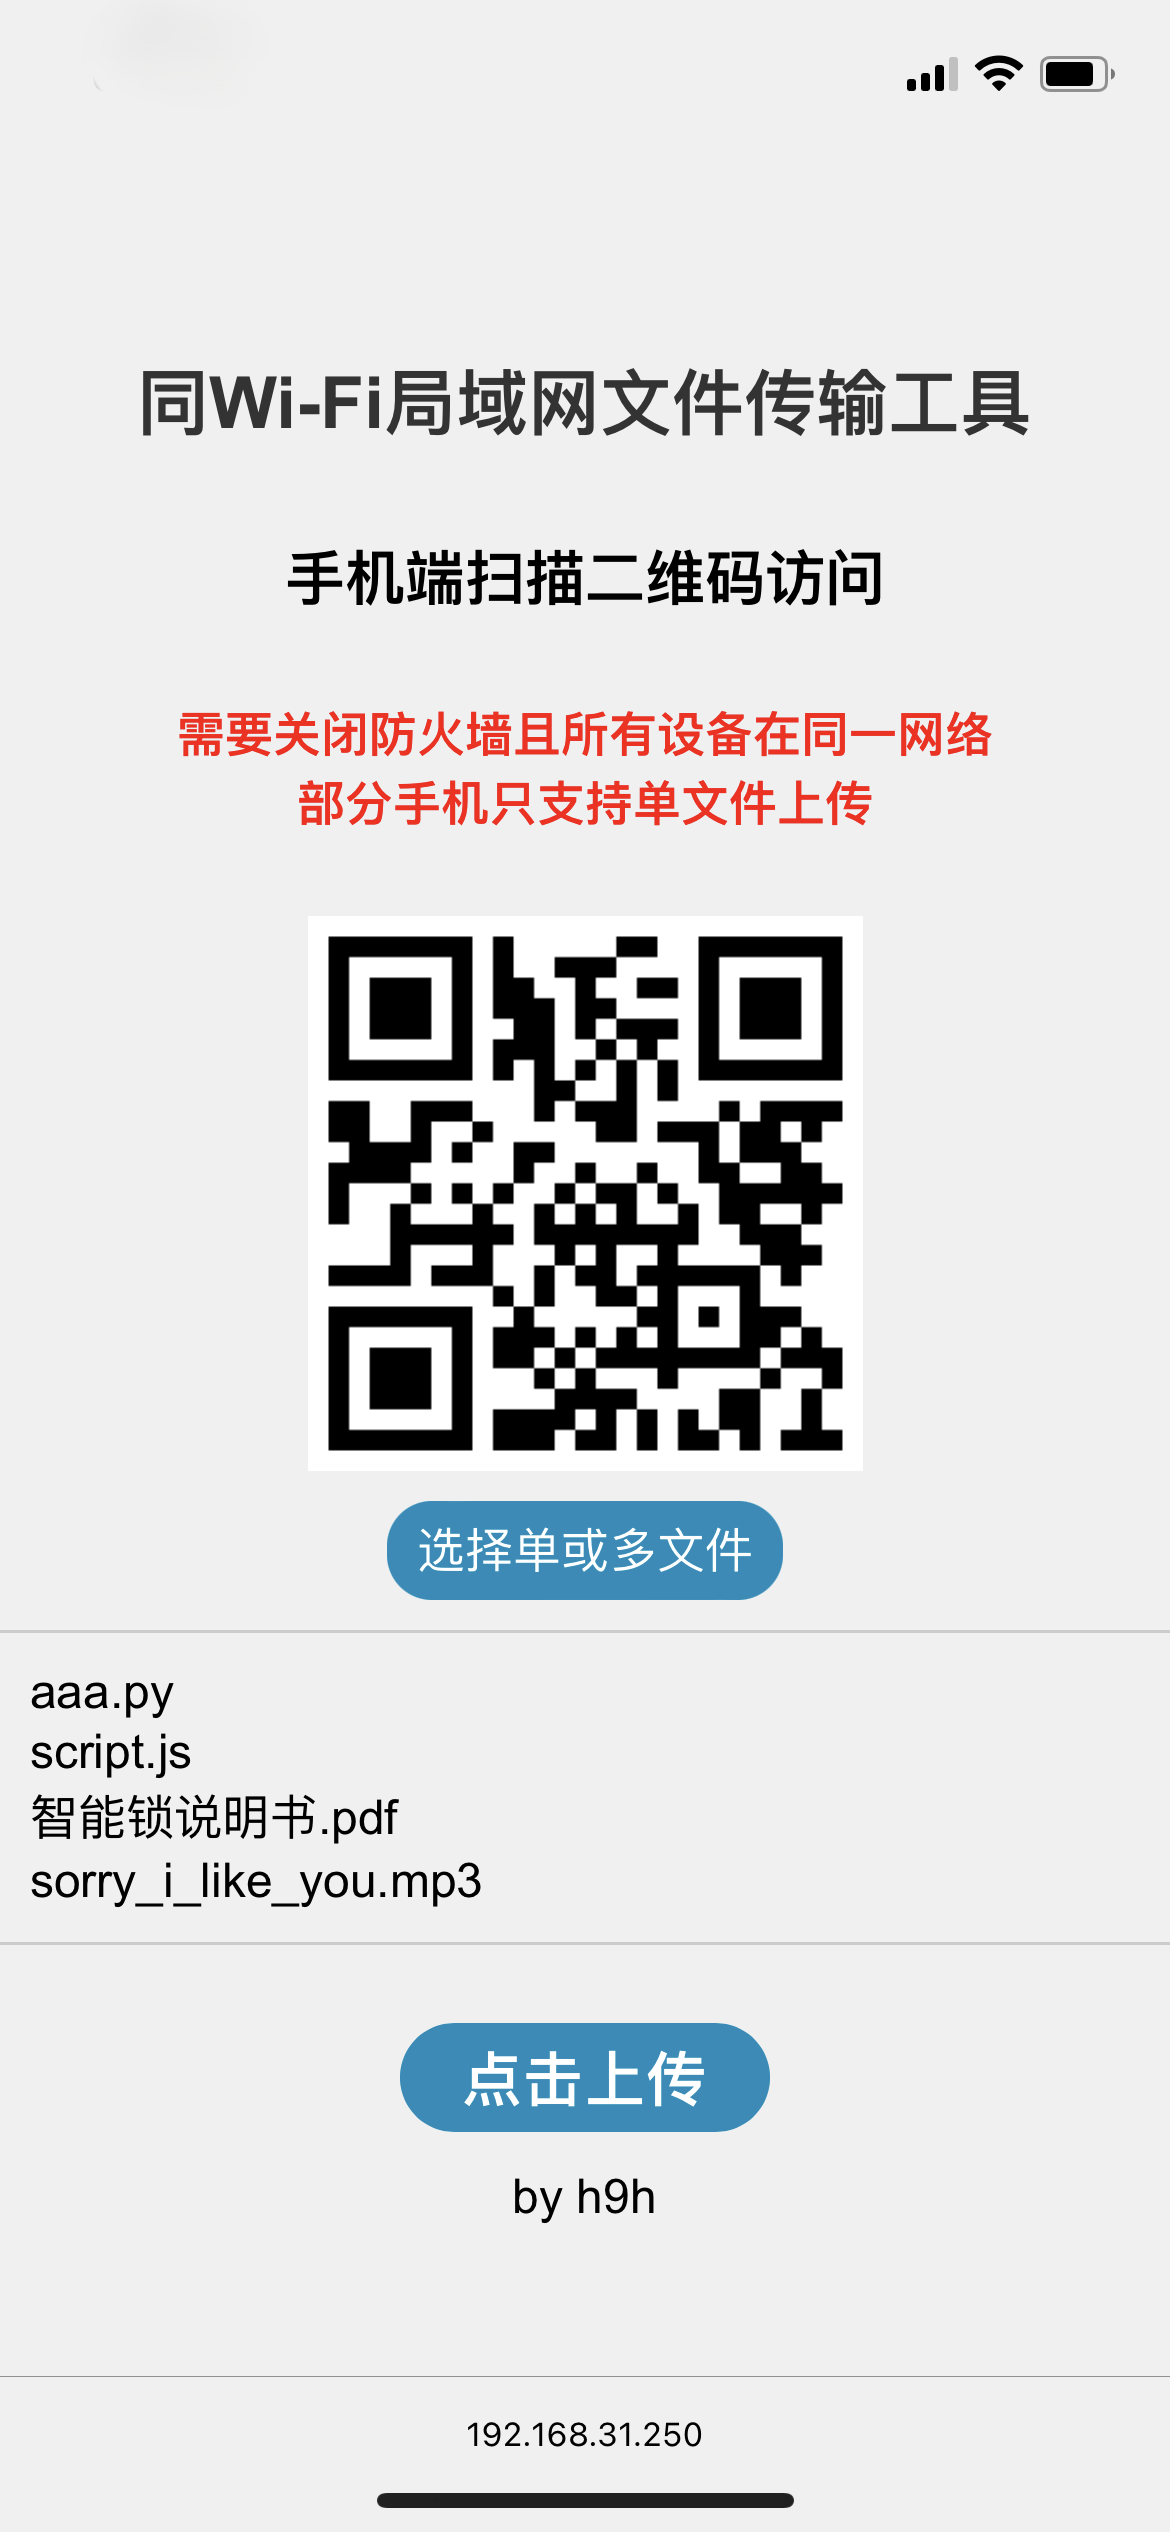 同Wi-Fi局域网文件传输工具
手机端扫描二维码访问
需要关闭防火墙且所有设备在同一网络
部分手机只支持单文件上传
选择单或多文件
aaa.py
script.js
智能锁说明书.pdf
sorry_i_like_you.mp3
点击上传
by h9h
192.168.31.250